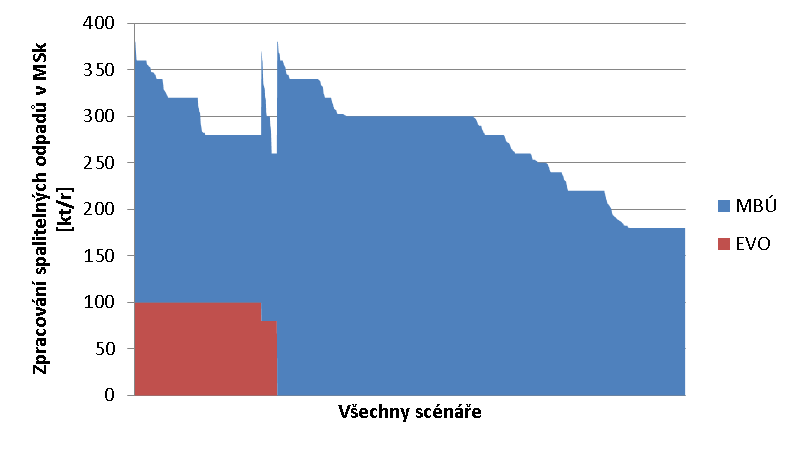 Zpracování spalitelných odpadů v MSk
[kt/r]
400
350
300
250
200
150
100
50
0
Všechny scénáře
MBÚ
EVO